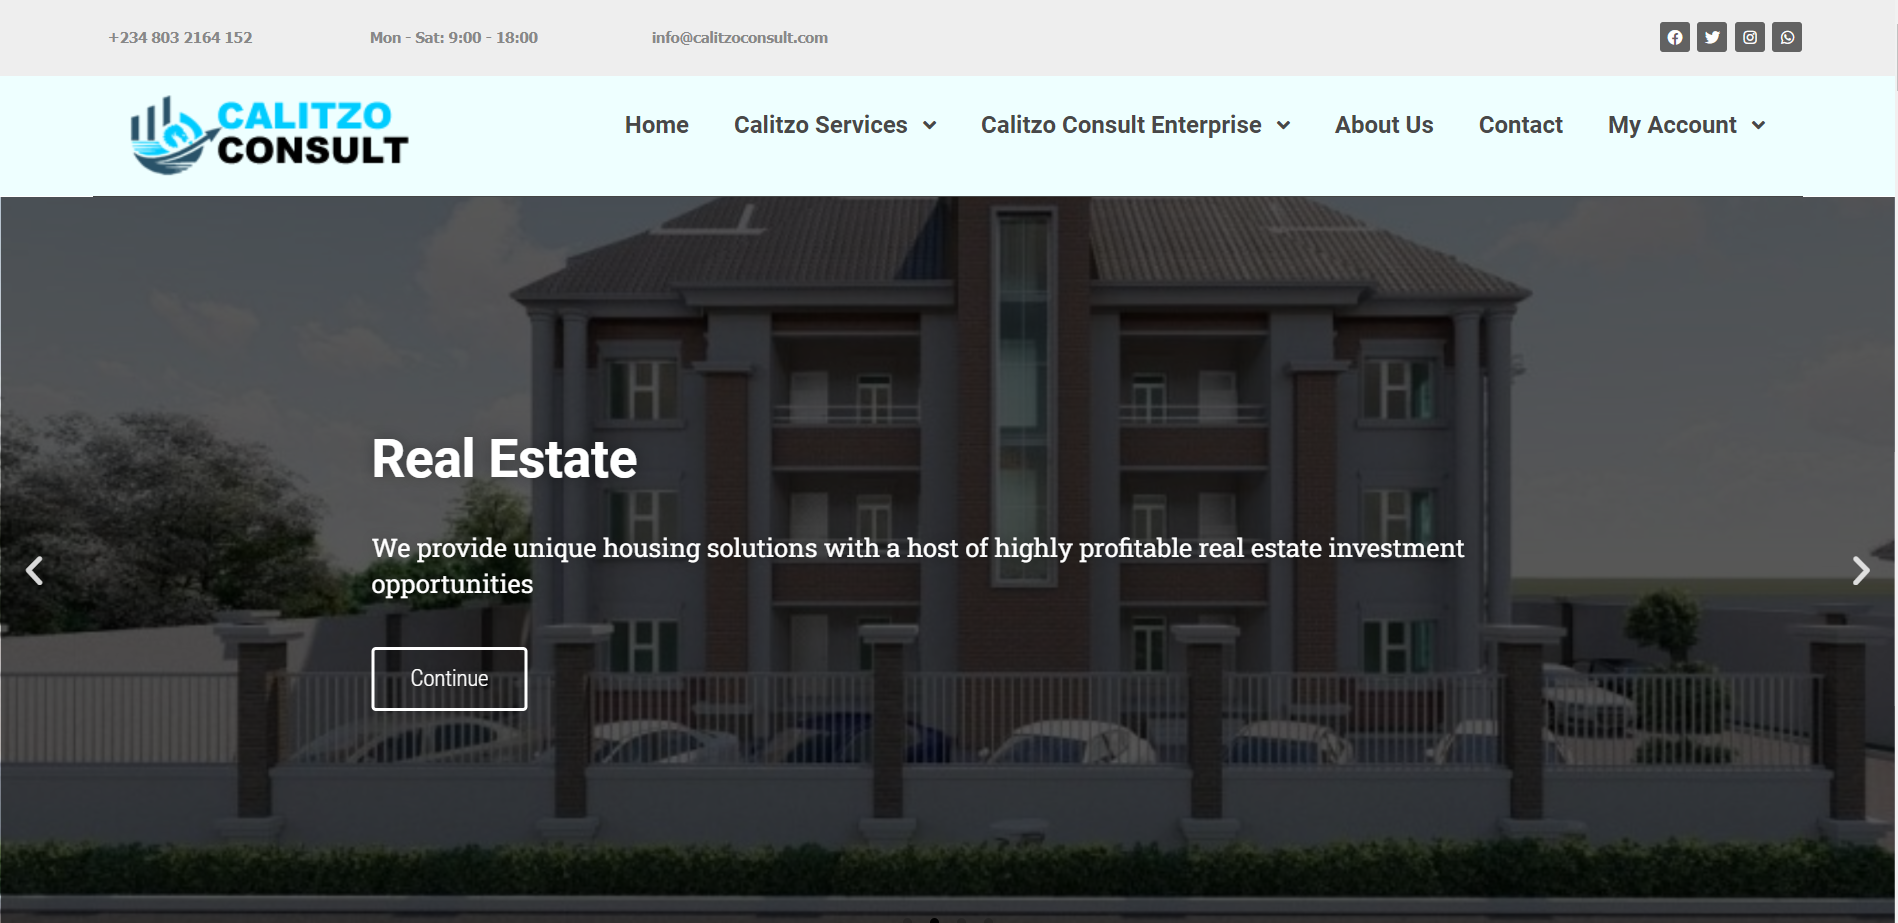 +234 803 2164 152
Mon - Sat: 9:00 - 18:00
info@calitzoconsult.com
CALITZO
CONSULT
Home
Calitzo Services
Calitzo Consult Enterprise
About Us
Contact
My Account
Real Estate
We provide unique housing solutions with a host of highly profitable real estate investment
opportunities
Continue